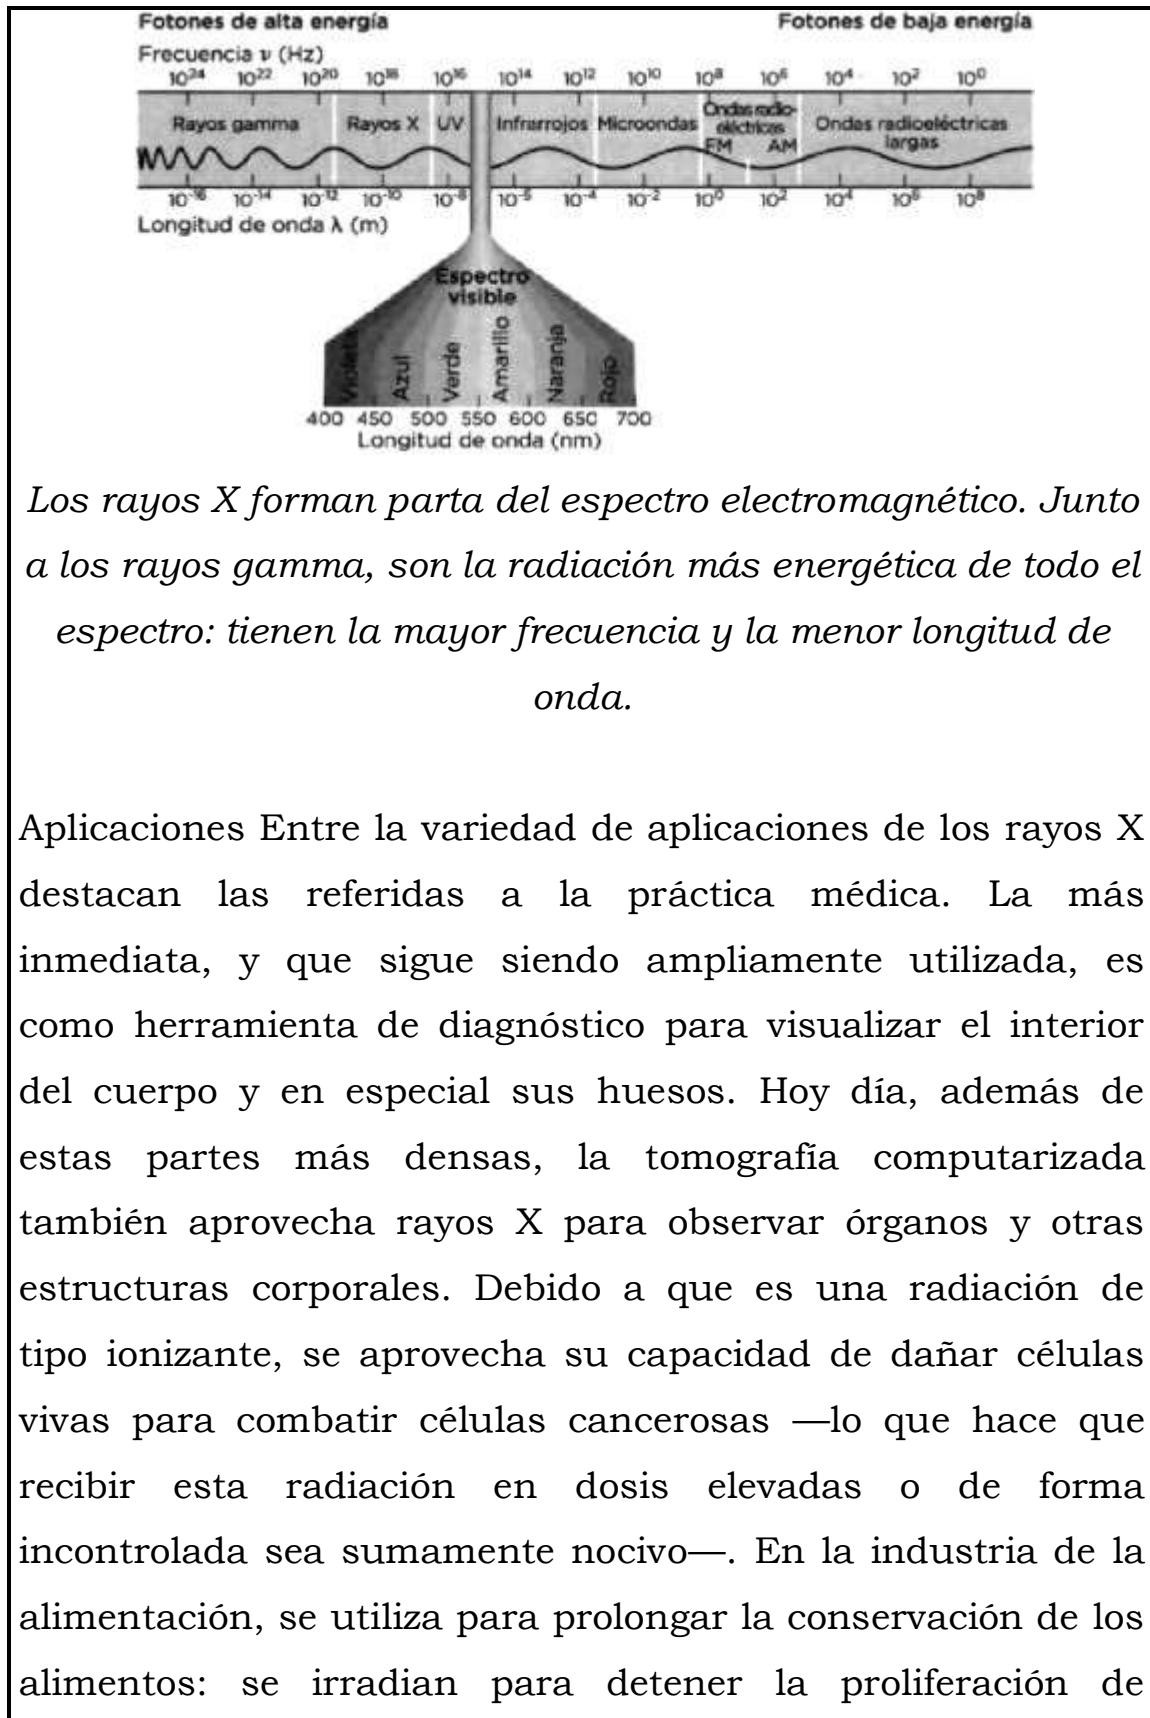 Fotones de alta energía Fotones de baja energía
Frecuencia ν (Hz)
10²⁴ 10²² 10²⁰ 10¹⁸ 10¹⁶ 10¹⁴ 10¹² 10¹⁰ 10⁸ 10⁶ 10⁴ 10² 10⁰
Rayos gamma Rayos X UV Infrarrojos Microondas Ondas radio-eléctricas FM AM Ondas radioeléctricas largas
10⁻¹⁶ 10⁻¹⁴ 10⁻¹² 10⁻¹⁰ 10⁻⁸ 10⁻⁵ 10⁻⁴ 10⁻² 10⁰ 10² 10⁴ 10⁶ 10⁸
Longitud de onda λ (m)
Espectro
visible
Violeta Azul Verde Amarillo Naranja Rojo
400 450 500 550 600 650 700
Longitud de onda (nm)
Los rayos X forman parta del espectro electromagnético. Junto
a los rayos gamma, son la radiación más energética de todo el
espectro: tienen la mayor frecuencia y la menor longitud de
onda.
Aplicaciones Entre la variedad de aplicaciones de los rayos X
destacan las referidas a la práctica médica. La más
inmediata, y que sigue siendo ampliamente utilizada, es
como herramienta de diagnóstico para visualizar el interior
del cuerpo y en especial sus huesos. Hoy día, además de
estas partes más densas, la tomografía computarizada
también aprovecha rayos X para observar órganos y otras
estructuras corporales. Debido a que es una radiación de
tipo ionizante, se aprovecha su capacidad de dañar células
vivas para combatir células cancerosas —lo que hace que
recibir esta radiación en dosis elevadas o de forma
incontrolada sea sumamente nocivo—. En la industria de la
alimentación, se utiliza para prolongar la conservación de los
alimentos: se irradian para detener la proliferación de